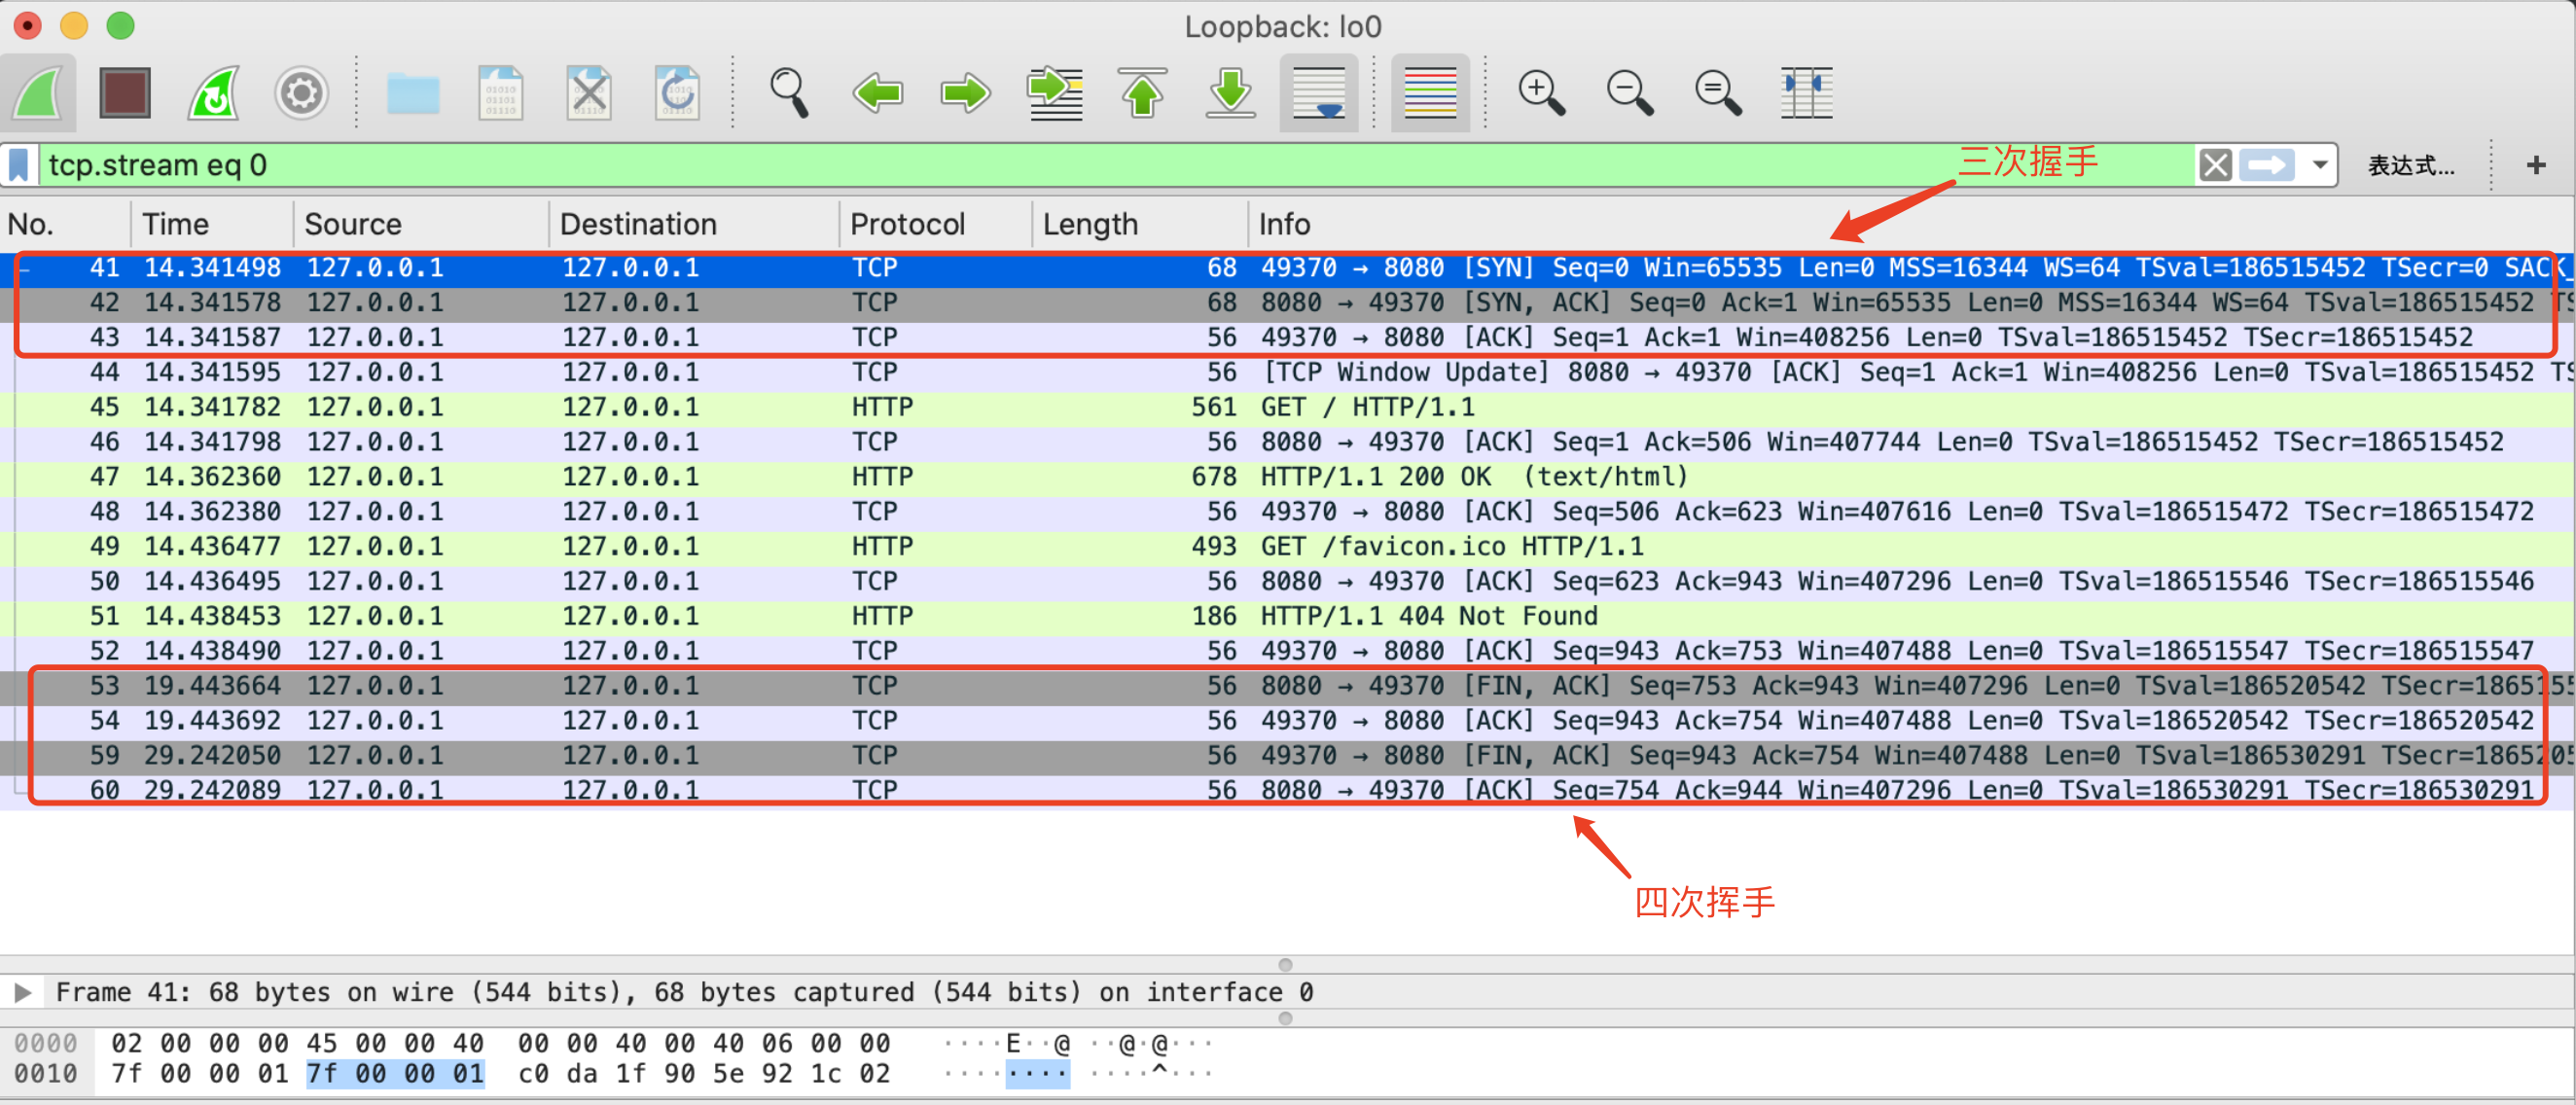 Loopback: lo0
tcp.stream eq 0
表达式...
+
三次握手
No. Time Source Destination Protocol Length Info
41 14.341498 127.0.0.1 127.0.0.1 TCP 68 49370 → 8080 [SYN] Seq=0 Win=65535 Len=0 MSS=16344 WS=64 TSval=186515452 TSecr=0 SACK_
42 14.341578 127.0.0.1 127.0.0.1 TCP 68 8080 → 49370 [SYN, ACK] Seq=0 Ack=1 Win=65535 Len=0 MSS=16344 WS=64 TSval=186515452 TS
43 14.341587 127.0.0.1 127.0.0.1 TCP 56 49370 → 8080 [ACK] Seq=1 Ack=1 Win=408256 Len=0 TSval=186515452 TSecr=186515452
44 14.341595 127.0.0.1 127.0.0.1 TCP 56 [TCP Window Update] 8080 → 49370 [ACK] Seq=1 Ack=1 Win=408256 Len=0 TSval=186515452 TS
45 14.341782 127.0.0.1 127.0.0.1 HTTP 561 GET / HTTP/1.1
46 14.341798 127.0.0.1 127.0.0.1 TCP 56 8080 → 49370 [ACK] Seq=1 Ack=506 Win=407744 Len=0 TSval=186515452 TSecr=186515452
47 14.362360 127.0.0.1 127.0.0.1 HTTP 678 HTTP/1.1 200 OK  (text/html)
48 14.362380 127.0.0.1 127.0.0.1 TCP 56 49370 → 8080 [ACK] Seq=506 Ack=623 Win=407616 Len=0 TSval=186515472 TSecr=186515472
49 14.436477 127.0.0.1 127.0.0.1 HTTP 493 GET /favicon.ico HTTP/1.1
50 14.436495 127.0.0.1 127.0.0.1 TCP 56 8080 → 49370 [ACK] Seq=623 Ack=943 Win=407296 Len=0 TSval=186515546 TSecr=186515546
51 14.438453 127.0.0.1 127.0.0.1 HTTP 186 HTTP/1.1 404 Not Found
52 14.438490 127.0.0.1 127.0.0.1 TCP 56 49370 → 8080 [ACK] Seq=943 Ack=753 Win=407488 Len=0 TSval=186515547 TSecr=186515547
53 19.443664 127.0.0.1 127.0.0.1 TCP 56 8080 → 49370 [FIN, ACK] Seq=753 Ack=943 Win=407296 Len=0 TSval=186520542 TSecr=1865155
54 19.443692 127.0.0.1 127.0.0.1 TCP 56 49370 → 8080 [ACK] Seq=943 Ack=754 Win=407488 Len=0 TSval=186520542 TSecr=186520542
59 29.242050 127.0.0.1 127.0.0.1 TCP 56 49370 → 8080 [FIN, ACK] Seq=943 Ack=754 Win=407488 Len=0 TSval=186530291 TSecr=1865205
60 29.242089 127.0.0.1 127.0.0.1 TCP 56 8080 → 49370 [ACK] Seq=754 Ack=944 Win=407296 Len=0 TSval=186530291 TSecr=186530291
四次挥手
Frame 41: 68 bytes on wire (544 bits), 68 bytes captured (544 bits) on interface 0
0000 02 00 00 00 45 00 00 40 00 00 40 00 40 06 00 00 ····E··@ ··@·@···
0010 7f 00 00 01 7f 00 00 01 c0 da 1f 90 5e 92 1c 02 ········ ····^···